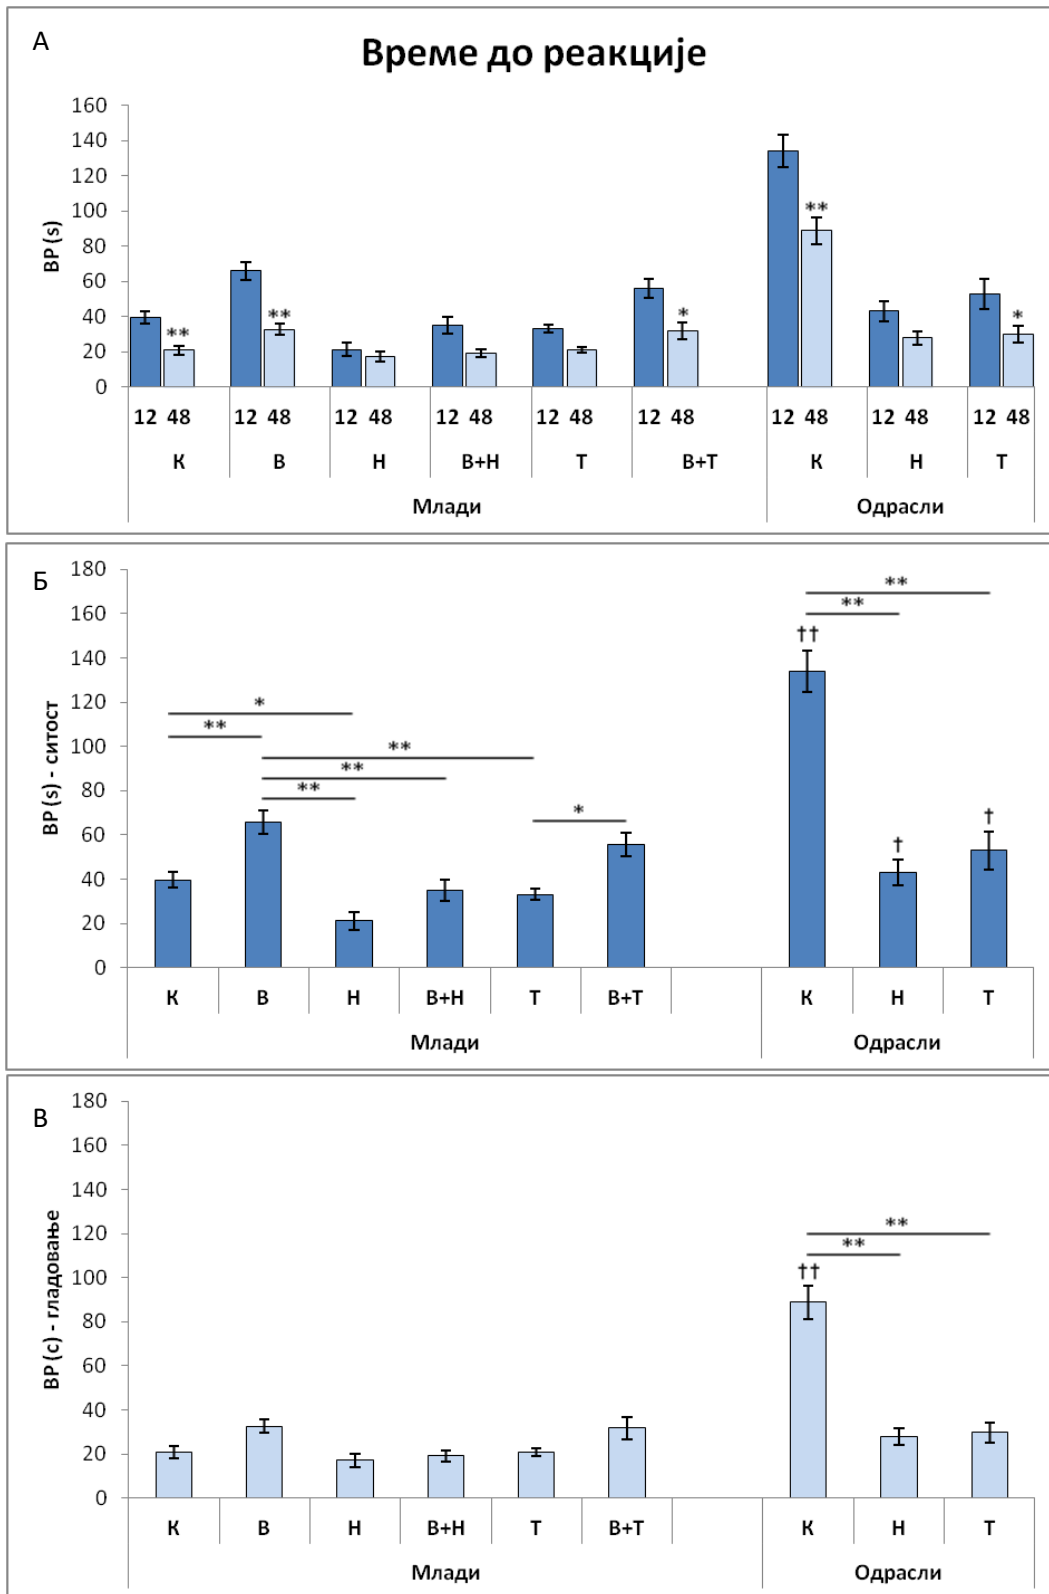 А
Време до реакције
ВР (s)
160
140
120
100
80
60
40
20
0
** ** * ** *
12 48 12 48 12 48 12 48 12 48 12 48 12 48 12 48 12 48
К В Н В+Н Т В+Т К Н Т
Млади Одрасли
Б
ВР (s) - ситост
180
160
140
120
100
80
60
40
20
0
**
**
††
*
**
**
**
**
*
† †
К В Н В+Н Т В+Т К Н Т
Млади Одрасли
В
ВР (с) - гладовање
180
160
140
120
100
80
60
40
20
0
**
**
††
К В Н В+Н Т В+Т К Н Т
Млади Одрасли